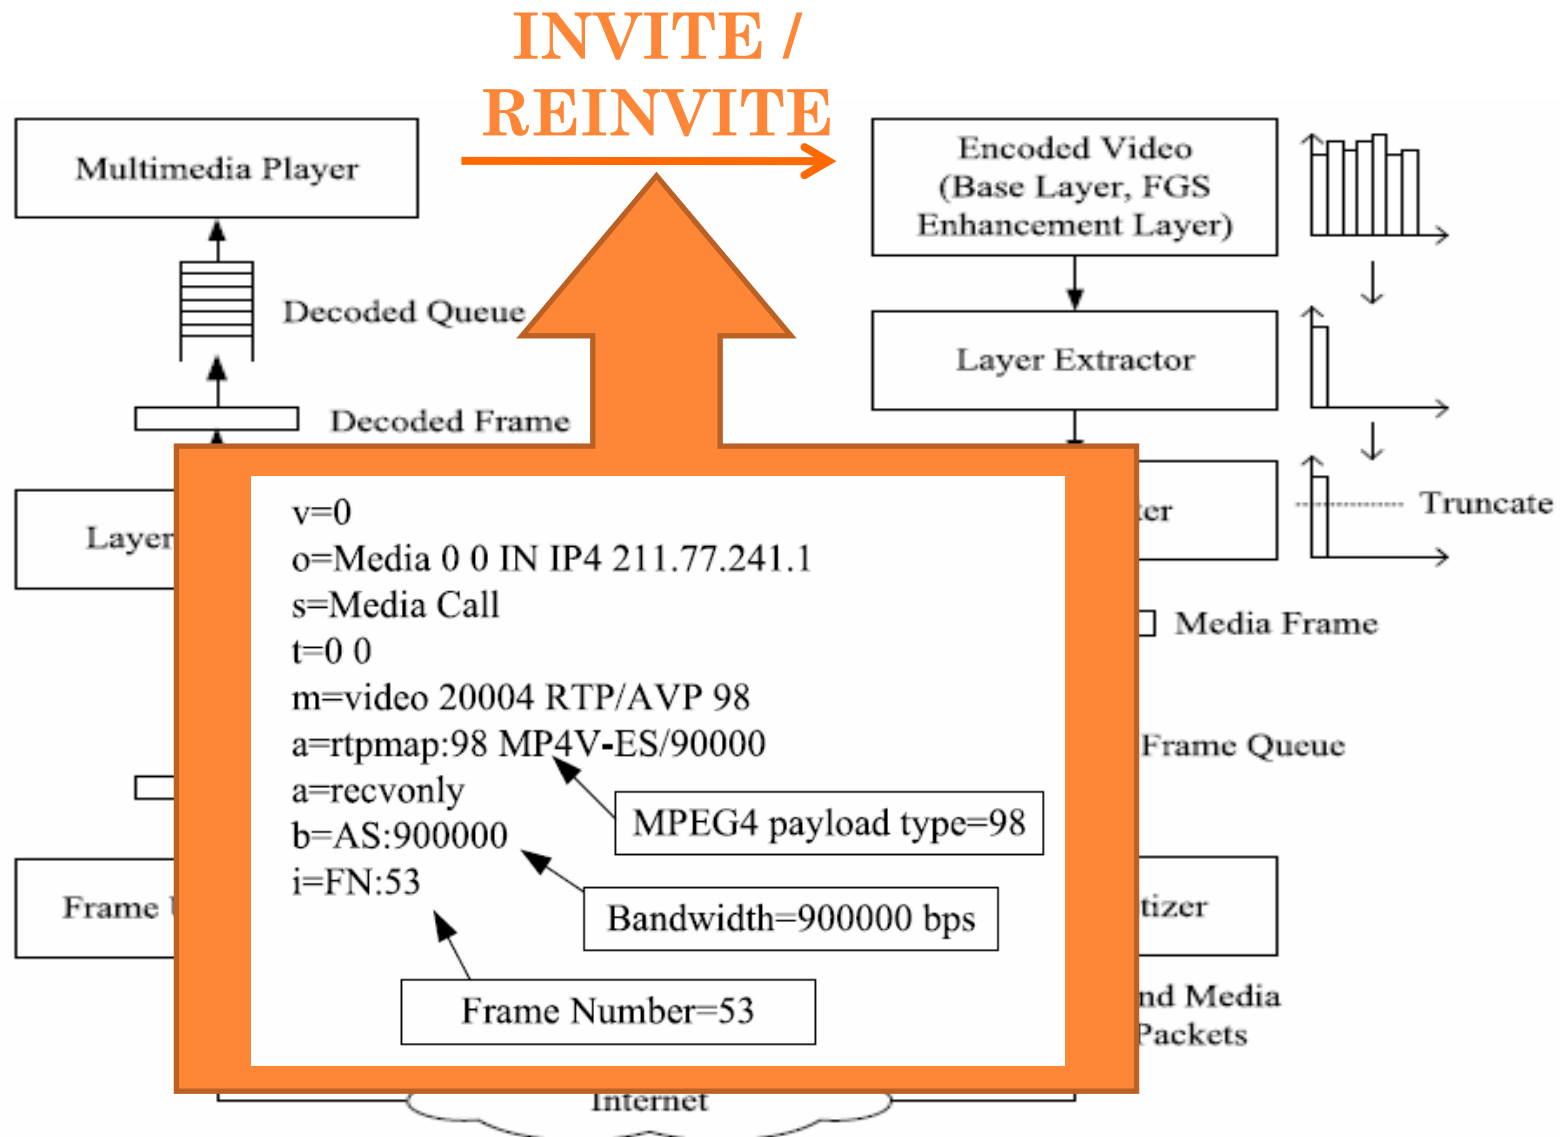 INVITE /
REINVITE
Multimedia Player
Encoded Video
(Base Layer, FGS
Enhancement Layer)
Decoded Queue
Layer Extractor
Decoded Frame
Layer
Truncate
v=0
o=Media 0 0 IN IP4 211.77.241.1
s=Media Call
t=0 0
m=video 20004 RTP/AVP 98
a=rtpmap:98 MP4V-ES/90000
a=recvonly
b=AS:900000
i=FN:53
MPEG4 payload type=98
Bandwidth=900000 bps
Frame Number=53
Media Frame
Frame Queue
Frame
Media
Packets
Internet